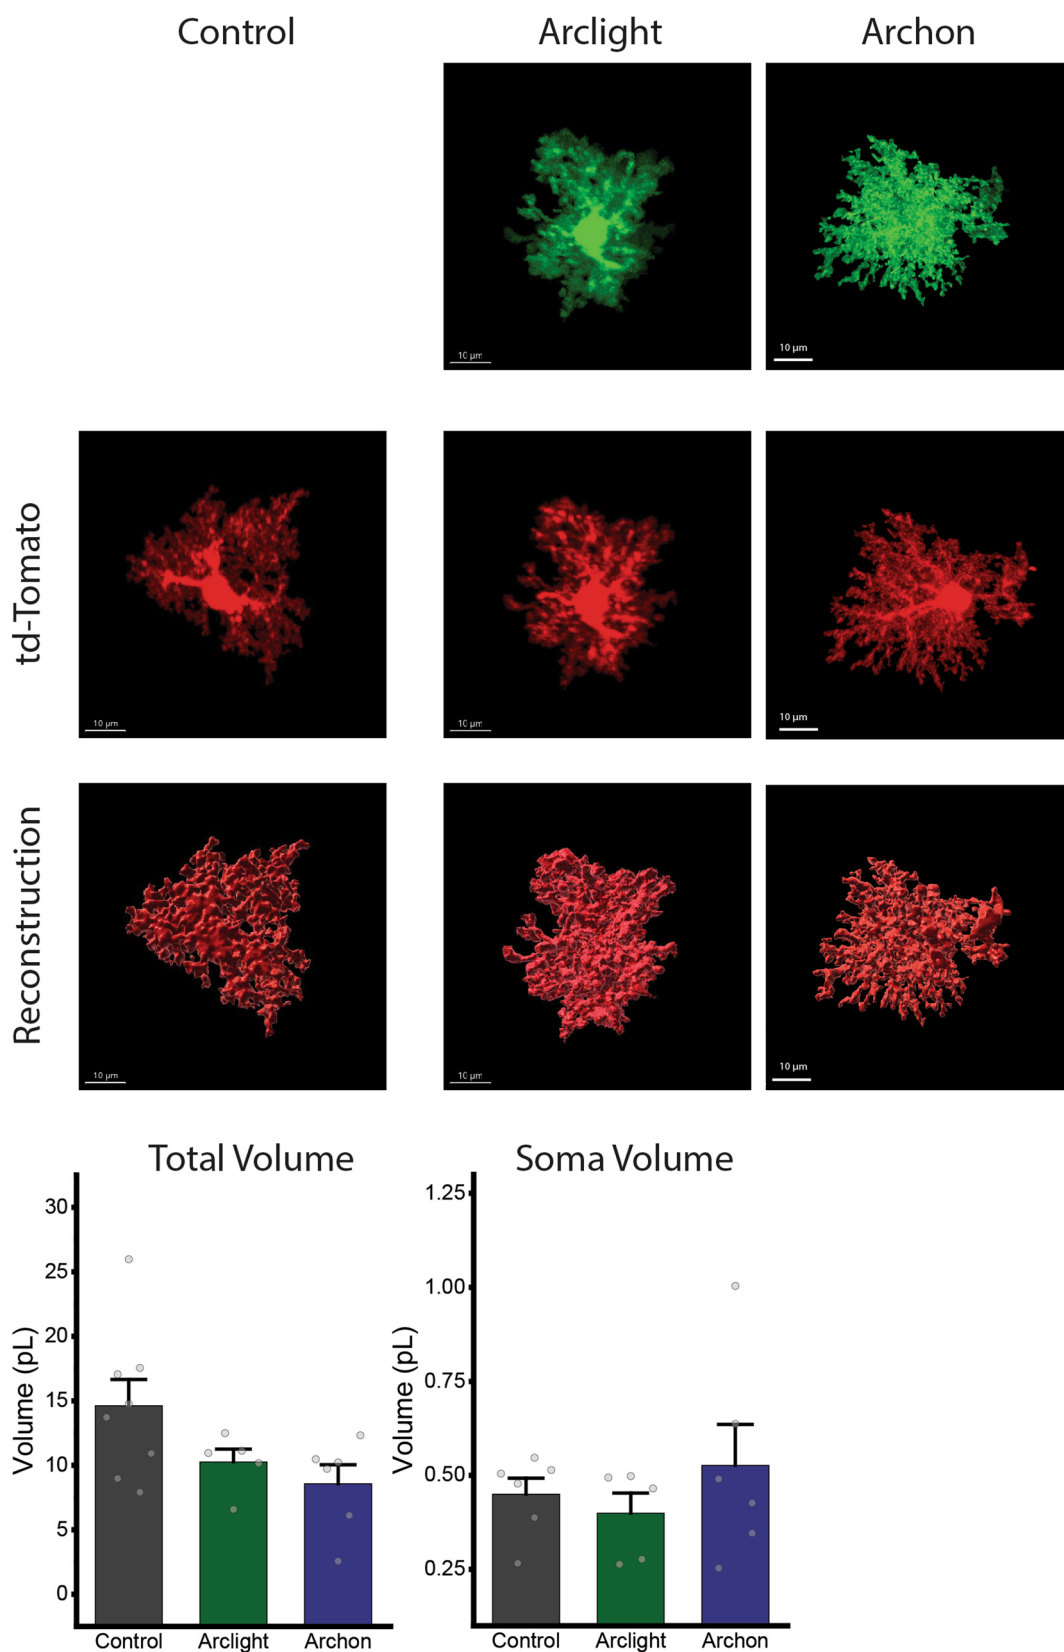 Control Arclight Archon
10 µm 10 µm
td-Tomato
10 µm 10 µm 10 µm
Reconstruction
10 µm 10 µm 10 µm
Total Volume
Volume (pL)
30
25
20
15
10
5
0
Control Arclight Archon
Soma Volume
Volume (pL)
1.25
1.00
0.75
0.50
0.25
Control Arclight Archon